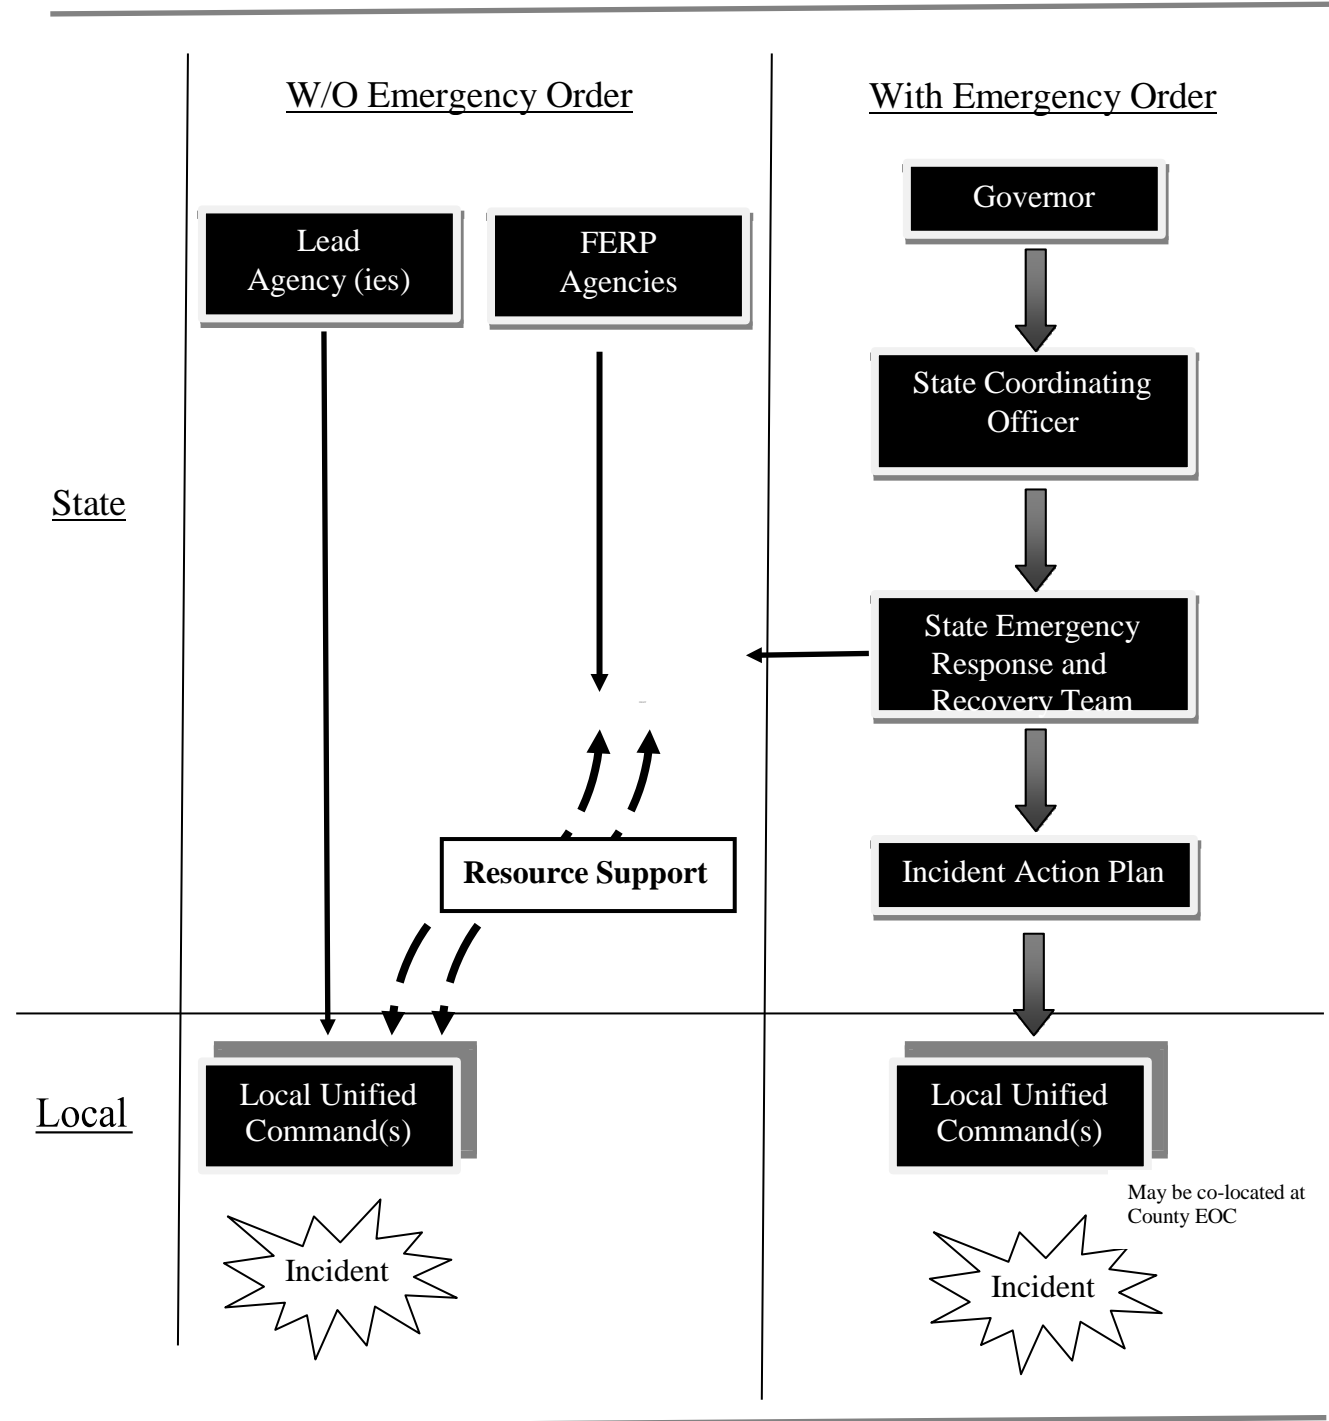 W/O Emergency Order
With Emergency Order
Governor
Lead
Agency (ies)
FERP
Agencies
State Coordinating
Officer
State
State Emergency
Response and
Recovery Team
Resource Support
Incident Action Plan
Local
Local Unified
Command(s)
Local Unified
Command(s)
May be co-located at
County EOC
Incident
Incident